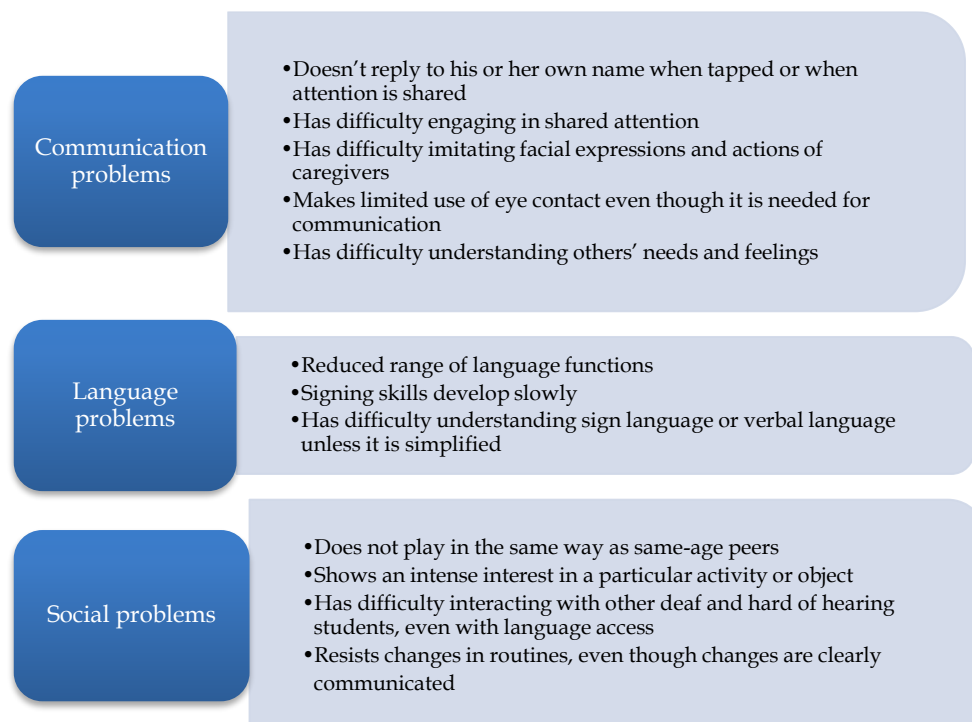 Communication
problems
•Doesn’t reply to his or her own name when tapped or when
attention is shared
•Has difficulty engaging in shared attention
•Has difficulty imitating facial expressions and actions of
caregivers
•Makes limited use of eye contact even though it is needed for
communication
•Has difficulty understanding others’ needs and feelings
Language
problems
•Reduced range of language functions
•Signing skills develop slowly
•Has difficulty understanding sign language or verbal language
unless it is simplified
Social problems
•Does not play in the same way as same-age peers
•Shows an intense interest in a particular activity or object
•Has difficulty interacting with other deaf and hard of hearing
students, even with language access
•Resists changes in routines, even though changes are clearly
communicated